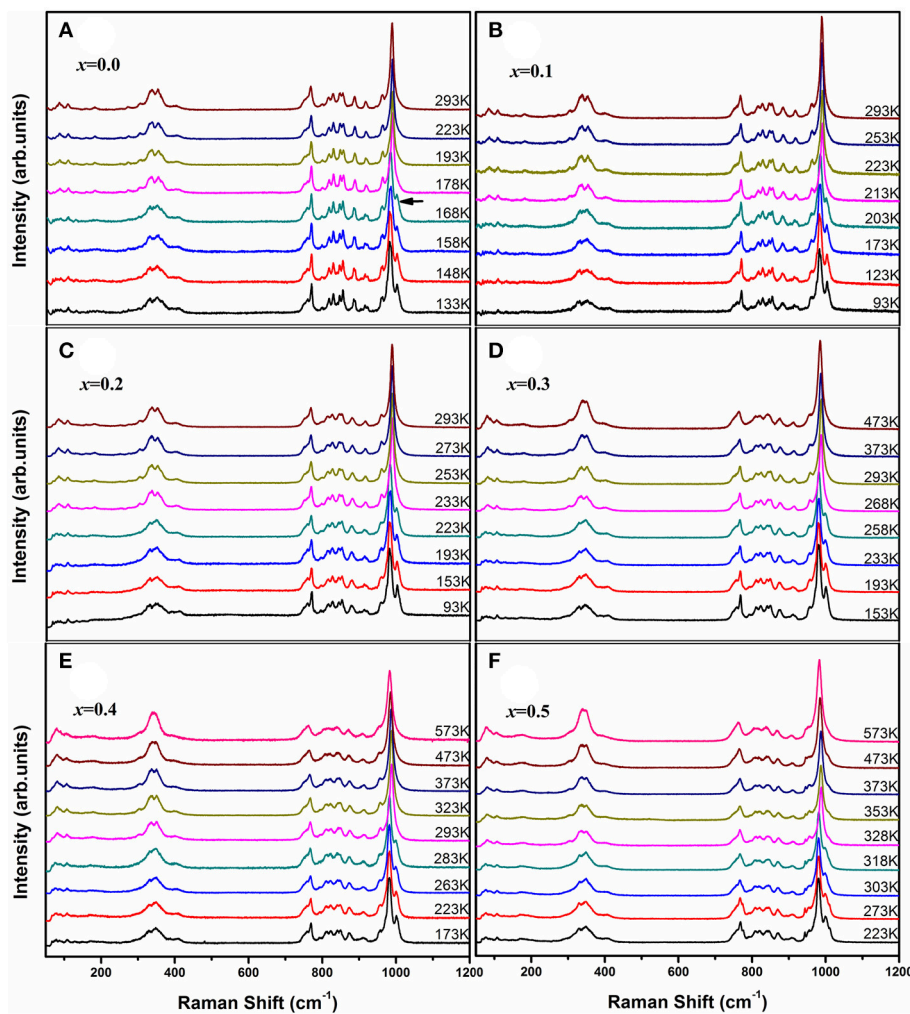 A
x=0.0
293K
223K
193K
178K
168K
158K
148K
133K
B
x=0.1
293K
253K
223K
213K
203K
173K
123K
93K
Intensity (arb.units)
C
x=0.2
293K
273K
253K
233K
223K
193K
153K
93K
D
x=0.3
473K
373K
293K
268K
258K
233K
193K
153K
Intensity (arb.units)
E
x=0.4
573K
473K
373K
323K
293K
283K
263K
223K
173K
F
x=0.5
573K
473K
373K
353K
328K
318K
303K
273K
223K
Intensity (arb.units)
200 400 600 800 1000 1200
200 400 600 800 1000 1200
Raman Shift (cm⁻¹)
Raman Shift (cm⁻¹)